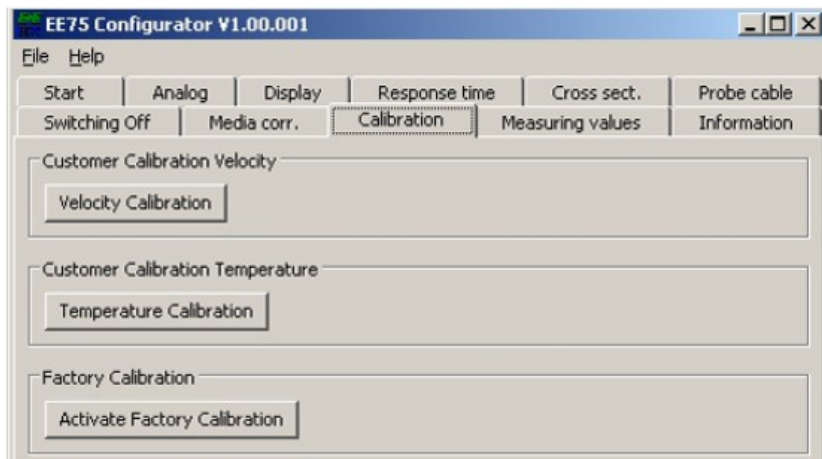 EE75 Configurator V1.00.001
File Help
Start Analog Display Response time Cross sect. Probe cable
Switching Off Media corr. Calibration Measuring values Information
Customer Calibration Velocity
Velocity Calibration
Customer Calibration Temperature
Temperature Calibration
Factory Calibration
Activate Factory Calibration